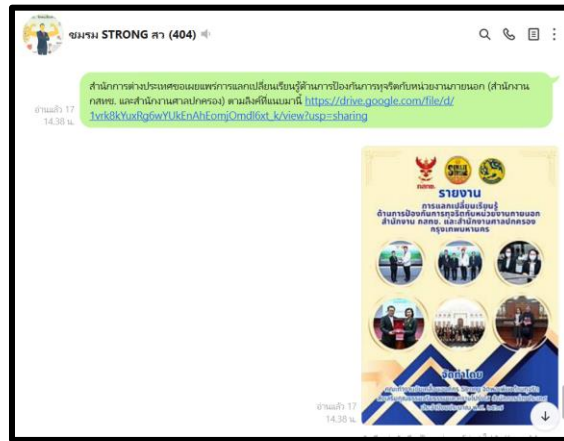 ชมรม STRONG สว (404)
สำนักการต่างประเทศขอเผยแพร่การแลกเปลี่ยนเรียนรู้ด้านการป้องกันการทุจริตกับหน่วยงานภายนอก (สำนักงาน
กสทช. และสำนักงานศาลปกครอง) ตามลิงค์ที่แนบมานี้ https://drive.google.com/file/d/
1vrk8kYuxRg6wYUkEnAhEomjOmdl6xt_k/view?usp=sharing
อ่านแล้ว 17
14.38 น.
กสทช.
รายงาน
การแลกเปลี่ยนเรียนรู้
ด้านการป้องกันการทุจริตกับหน่วยงานภายนอก
สำนักงาน กสทช. และสำนักงานศาลปกครอง
กรุงเทพมหานคร
จัดทำโดย
อ่านแล้ว 17
14.38 น.